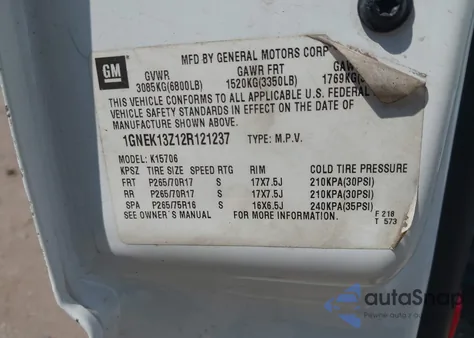 GM
MFD BY GENERAL MOTORS CORP
GVWR GAWR FRT GAWR
3085KG(6800LB) 1520KG(3350LB) 1769KG(
THIS VEHICLE CONFORMS TO ALL APPLICABLE U.S. FEDERAL
VEHICLE SAFETY STANDARDS IN EFFECT ON THE DATE OF
MANUFACTURE SHOWN ABOVE.
1GNEK13Z12R121237 TYPE: M.P.V.
MODEL: K15706
KPSZ TIRE SIZE SPEED RTG RIM COLD TIRE PRESSURE
FRT P265/70R17 S 17X7.5J 210KPA(30PSI)
RR P265/70R17 S 17X7.5J 210KPA(30PSI)
SPA P265/75R16 S 16X6.5J 240KPA(35PSI)
SEE OWNER'S MANUAL FOR MORE INFORMATION
F 218
T 573
autoSnap